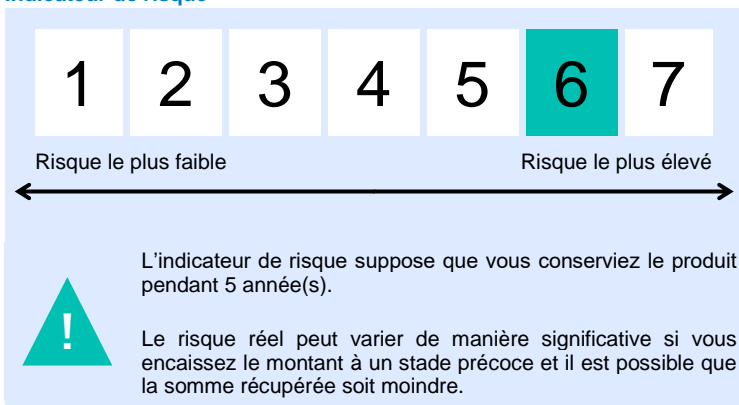 1 2 3 4 5 6 7
Risque le plus faible Risque le plus élevé
L'indicateur de risque suppose que vous conserviez le produit
pendant 5 année(s).
!
Le risque réel peut varier de manière significative si vous
encaissez le montant à un stade précoce et il est possible que
la somme récupérée soit moindre.